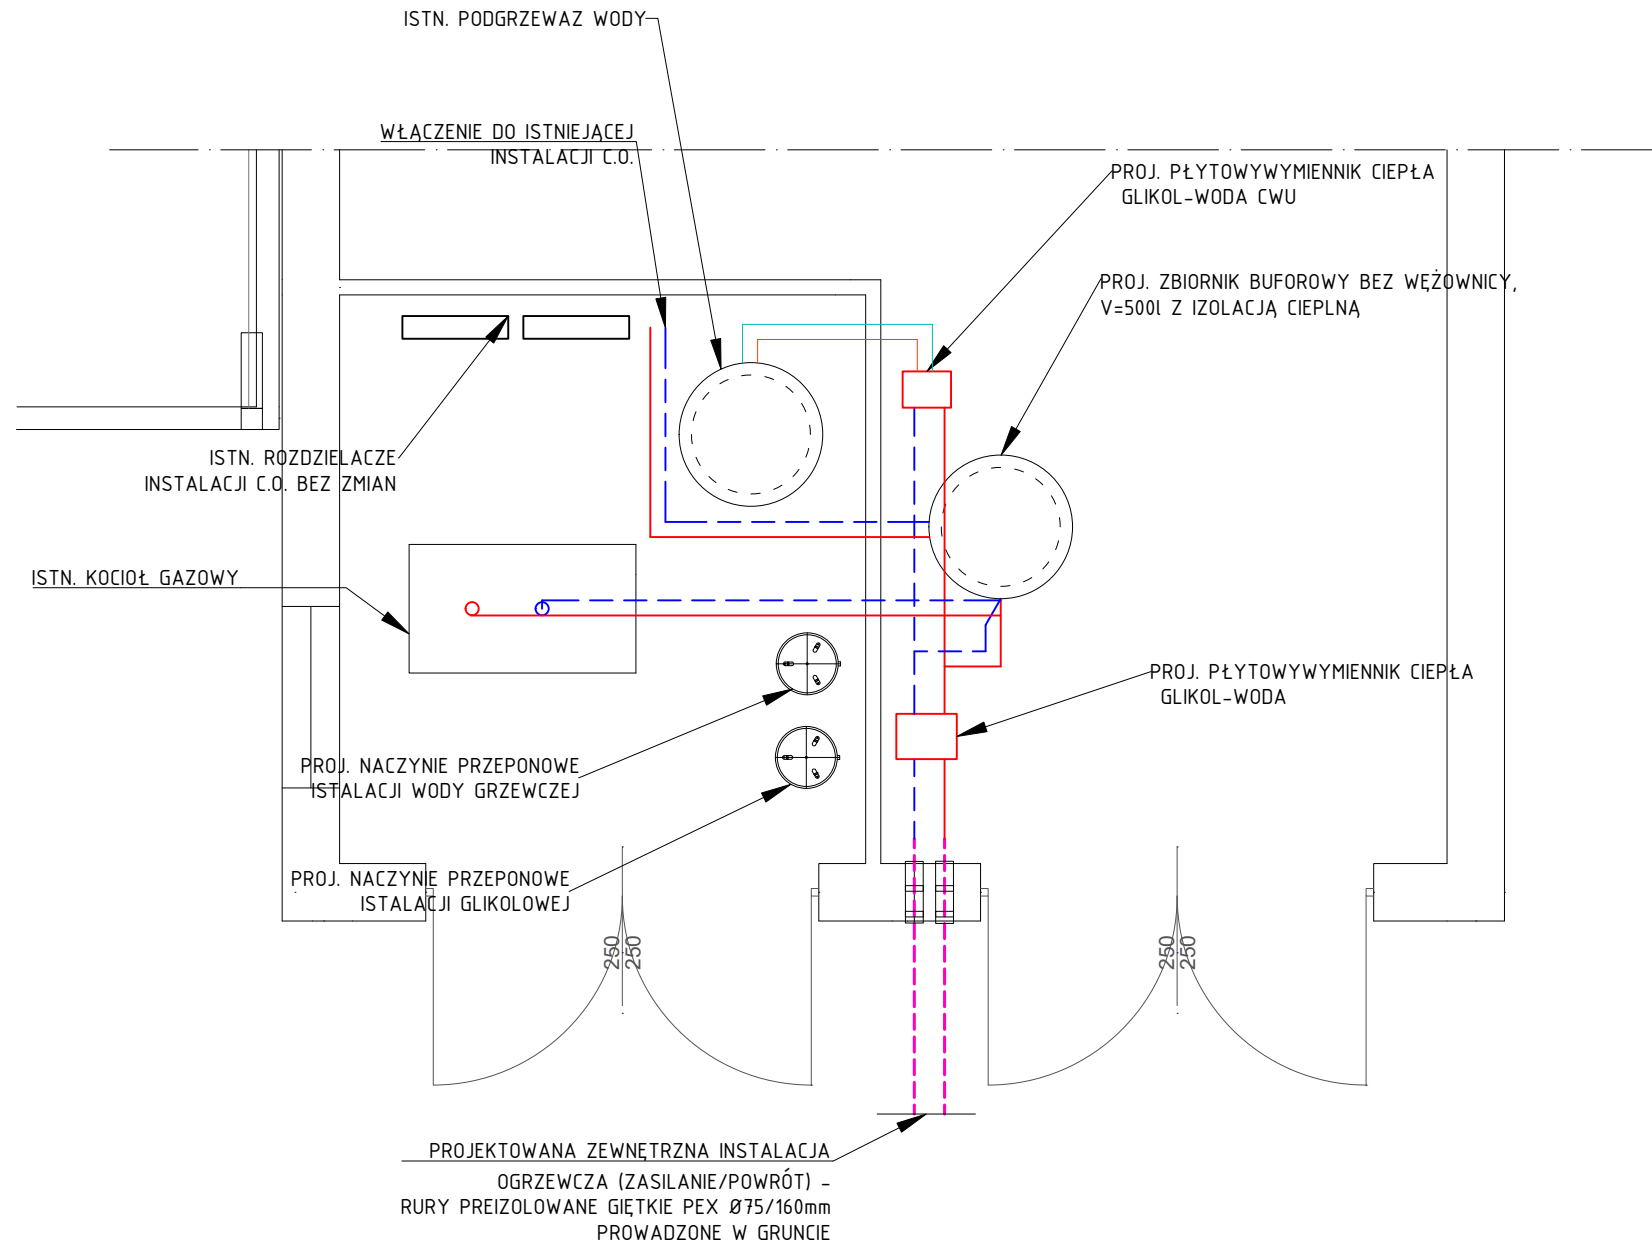 ISTN. PODGRZEWAZ WODY
WŁĄCZENIE DO ISTNIEJĄCEJ
INSTALACJI C.O.
PROJ. PŁYTOWYWYMIENNIK CIEPŁA
GLIKOL-WODA CWU
PROJ. ZBIORNIK BUFOROWY BEZ WĘŻOWNICY,
V=500l Z IZOLACJĄ CIEPLNĄ
ISTN. ROZDZIELACZE
INSTALACJI C.O. BEZ ZMIAN
ISTN. KOCIOŁ GAZOWY
PROJ. PŁYTOWYWYMIENNIK CIEPŁA
GLIKOL-WODA
PROJ. NACZYNIE PRZEPONOWE
ISTALACJI WODY GRZEWCZEJ
PROJ. NACZYNIE PRZEPONOWE
ISTALACJI GLIKOLOWEJ
250
250
250
250
PROJEKTOWANA ZEWNĘTRZNA INSTALACJA
OGRZEWCZA (ZASILANIE/POWRÓT) -
RURY PREIZOLOWANE GIĘTKIE PEX Ø75/160mm
PROWADZONE W GRUNCIE